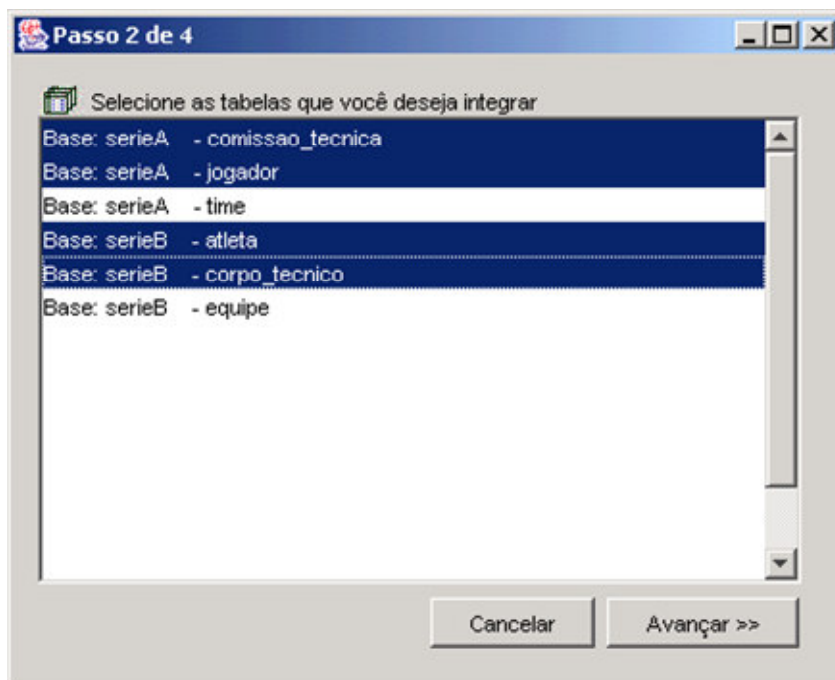 Passo 2 de 4
Selecione as tabelas que você deseja integrar
Base: serieA - comissao_tecnica
Base: serieA - jogador
Base: serieA - time
Base: serieB - atleta
Base: serieB - corpo_tecnico
Base: serieB - equipe
Cancelar Avançar >>